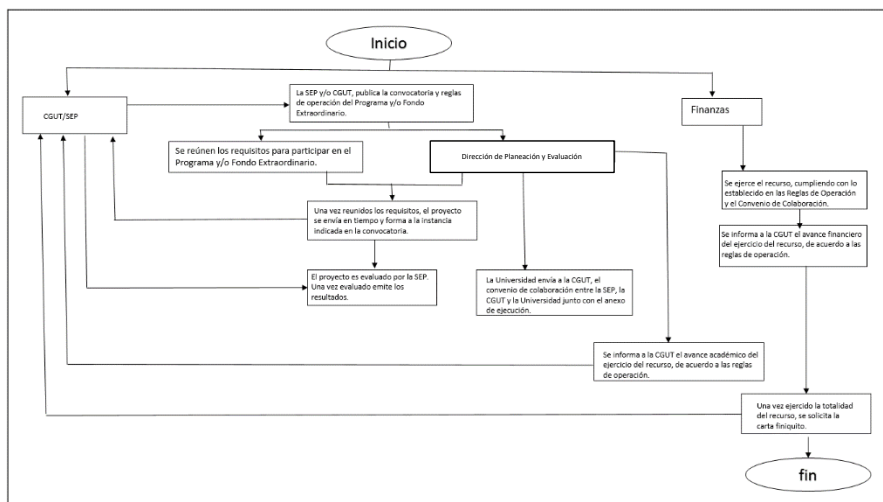 Inicio
CGUT/SEP
La SEP y/o CGUT, publica la convocatoria y reglas
de operación del Programa y/o Fondo
Extraordinario.
Finanzas
Se reúnen los requisitos para participar en el
Programa y/o Fondo Extraordinario.
Dirección de Planeación y Evaluación
Se ejerce el recurso, cumpliendo con lo
establecido en las Reglas de Operación
y el Convenio de Colaboración.
Una vez reunidos los requisitos, el proyecto
se envía en tiempo y forma a la instancia
indicada en la convocatoria.
Se informa a la CGUT el avance financiero
del ejercicio del recurso, de acuerdo a las
reglas de operación.
El proyecto es evaluado por la SEP.
Una vez evaluado emite los
resultados.
La Universidad envía a la CGUT, el
convenio de colaboración entre la SEP, la
CGUT y la Universidad junto con el anexo
de ejecución.
Se informa a la CGUT el avance académico del
ejercicio del recurso, de acuerdo a las reglas
de operación.
Una vez ejercido la totalidad
del recurso, se solicita la
carta finiquito.
fin